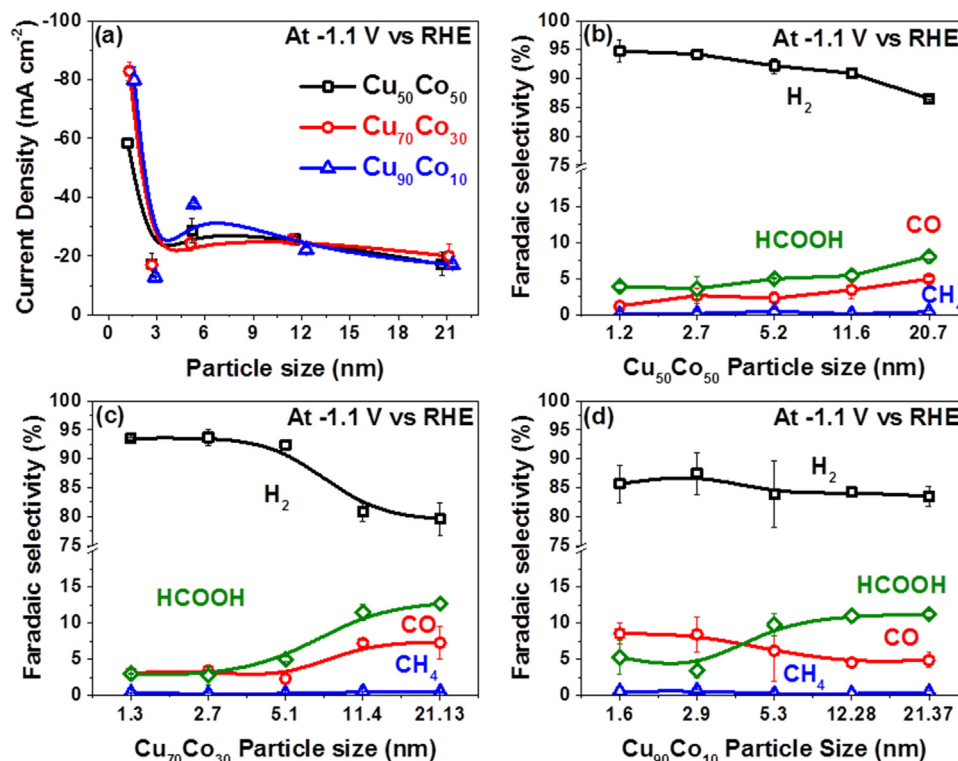 (a) At -1.1 V vs RHE
Current Density (mA cm⁻²)
-100
-80
-60
-40
-20
-0
Cu₅₀Co₅₀
Cu₇₀Co₃₀
Cu₉₀Co₁₀
0 3 6 9 12 15 18 21
Particle size (nm)
(b) At -1.1 V vs RHE
Faradaic selectivity (%)
100
95
90
85
80
75
15
10
5
0
H₂
CO
HCOOH
CH
1.2 2.7 5.2 11.6 20.7
Cu₅₀Co₅₀ Particle size (nm)
(c) At -1.1 V vs RHE
Faradaic selectivity (%)
100
95
90
85
80
75
15
10
5
0
H₂
HCOOH
CO
CH₄
1.3 2.7 5.1 11.4 21.13
Cu₇₀Co₃₀ Particle size (nm)
(d) At -1.1 V vs RHE
Faradaic selectivity (%)
100
95
90
85
80
75
15
10
5
0
H₂
HCOOH
CO
CH₄
1.6 2.9 5.3 12.28 21.37
Cu₉₀Co₁₀ Particle Size (nm)